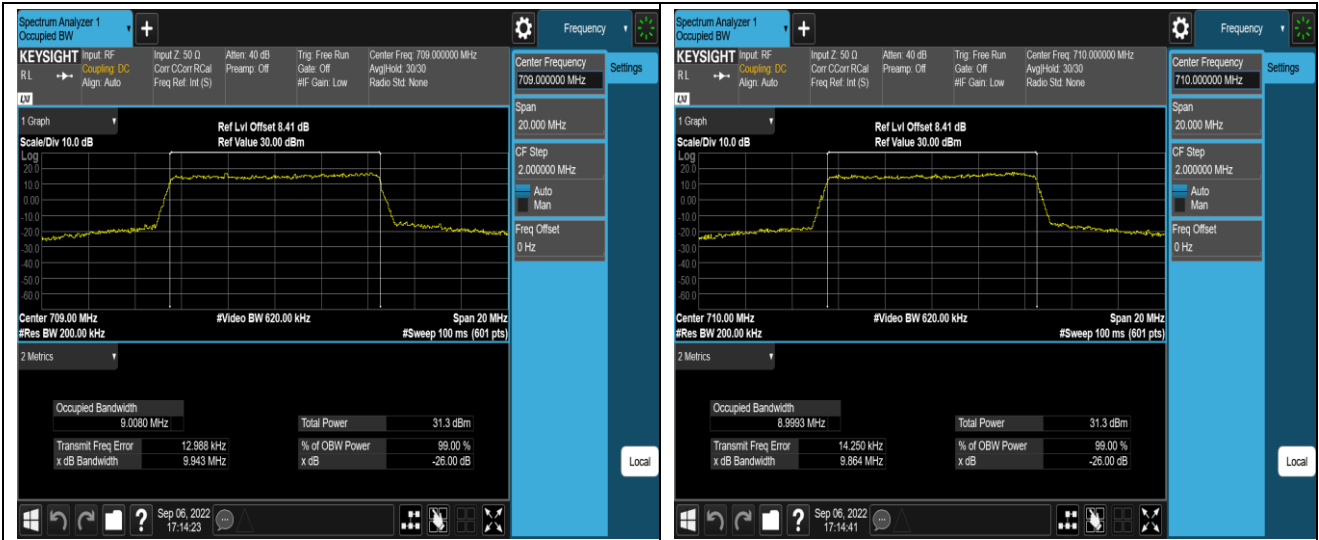 Spectrum Analyzer 1
Occupied BW
Frequency
KEYSIGHT
RL
LXI
Input: RF
Coupling: DC
Align: Auto
Input Z: 50 Ω
Corr CCorr RCal
Freq Ref: Int (S)
Atten: 40 dB
Preamp: Off
Trig: Free Run
Gate: Off
#IF Gain: Low
Center Freq: 709.000000 MHz
Avg|Hold: 30/30
Radio Std: None
Center Frequency
709.000000 MHz
Settings
Span
20.000 MHz
CF Step
2.000000 MHz
Auto
Man
Freq Offset
0 Hz
Local
1 Graph
Ref Lvl Offset 8.41 dB
Scale/Div 10.0 dB
Ref Value 30.00 dBm
Log
20.0
10.0
0.00
-10.0
-20.0
-30.0
-40.0
-50.0
-60.0
Center 709.00 MHz
#Video BW 620.00 kHz
Span 20 MHz
#Res BW 200.00 kHz
#Sweep 100 ms (601 pts)
2 Metrics
Occupied Bandwidth
9.0080 MHz
Total Power 31.3 dBm
Transmit Freq Error 12.988 kHz
% of OBW Power 99.00 %
x dB Bandwidth 9.943 MHz
x dB -26.00 dB
?
Sep 06, 2022
17:14:23
Spectrum Analyzer 1
Occupied BW
Frequency
KEYSIGHT
RL
LXI
Input: RF
Coupling: DC
Align: Auto
Input Z: 50 Ω
Corr CCorr RCal
Freq Ref: Int (S)
Atten: 40 dB
Preamp: Off
Trig: Free Run
Gate: Off
#IF Gain: Low
Center Freq: 710.000000 MHz
Avg|Hold: 30/30
Radio Std: None
Center Frequency
710.000000 MHz
Settings
Span
20.000 MHz
CF Step
2.000000 MHz
Auto
Man
Freq Offset
0 Hz
Local
1 Graph
Ref Lvl Offset 8.41 dB
Scale/Div 10.0 dB
Ref Value 30.00 dBm
Log
20.0
10.0
0.00
-10.0
-20.0
-30.0
-40.0
-50.0
-60.0
Center 710.00 MHz
#Video BW 620.00 kHz
Span 20 MHz
#Res BW 200.00 kHz
#Sweep 100 ms (601 pts)
2 Metrics
Occupied Bandwidth
8.9993 MHz
Total Power 31.3 dBm
Transmit Freq Error 14.250 kHz
% of OBW Power 99.00 %
x dB Bandwidth 9.864 MHz
x dB -26.00 dB
?
Sep 06, 2022
17:14:41